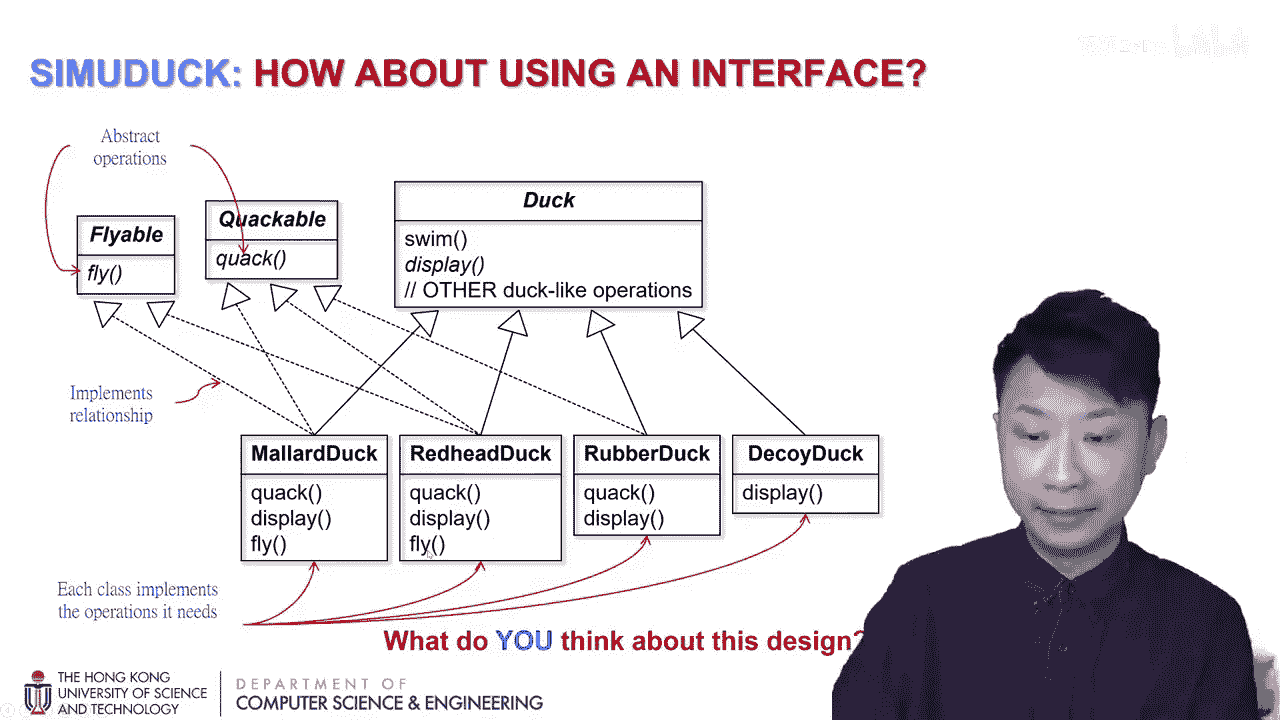 SIMUDUCK: HOW ABOUT USING AN INTERFACE?
Abstract
operations
Flyable
fly()
Quackable
quack()
Duck
swim()
display()
// OTHER duck-like operations
Implements
relationship
MallardDuck
quack()
display()
fly()
RedheadDuck
quack()
display()
fly()
RubberDuck
quack()
display()
DecoyDuck
display()
Each class implements
the operations it needs
What do YOU think about this design?
THE HONG KONG
UNIVERSITY OF SCIENCE
AND TECHNOLOGY
DEPARTMENT OF
COMPUTER SCIENCE & ENGINEERING